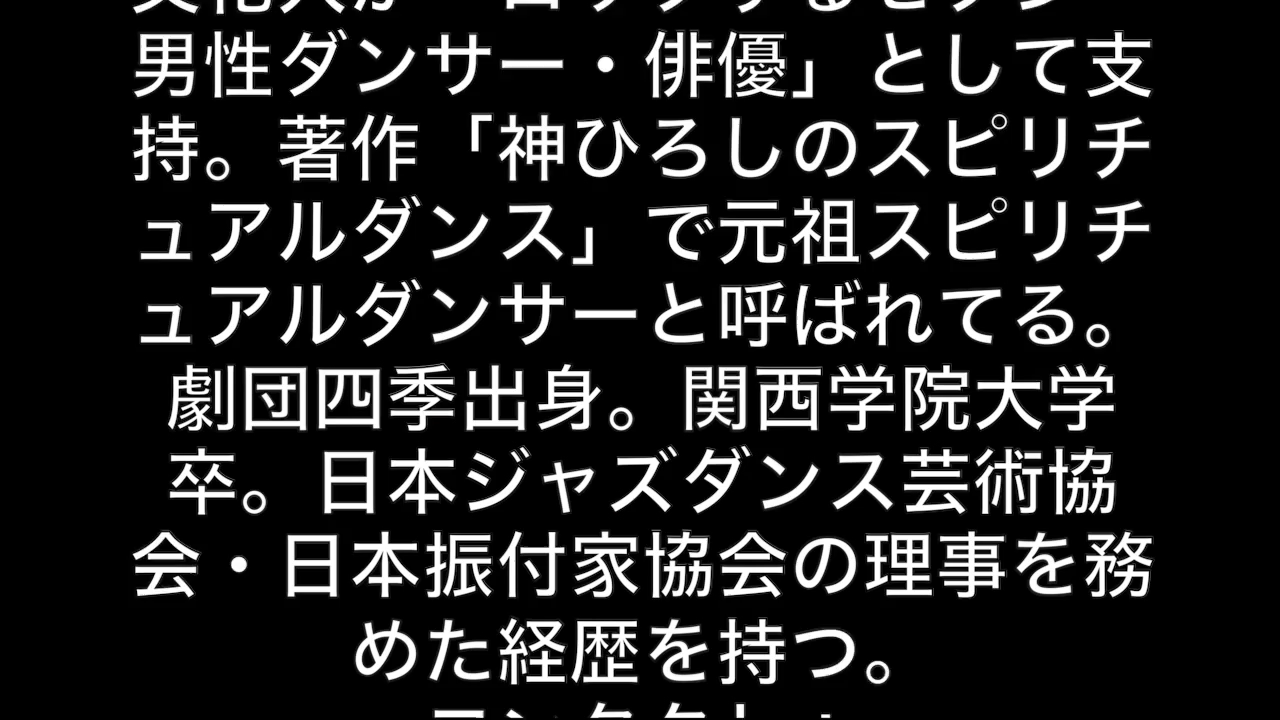 男性ダンサー・俳優」として支
持。著作「神ひろしのスピリチ
ュアルダンス」で元祖スピリチ
ュアルダンサーと呼ばれてる。
劇団四季出身。関西学院大学
卒。日本ジャズダンス芸術協
会・日本振付家協会の理事を務
めた経歴を持つ。